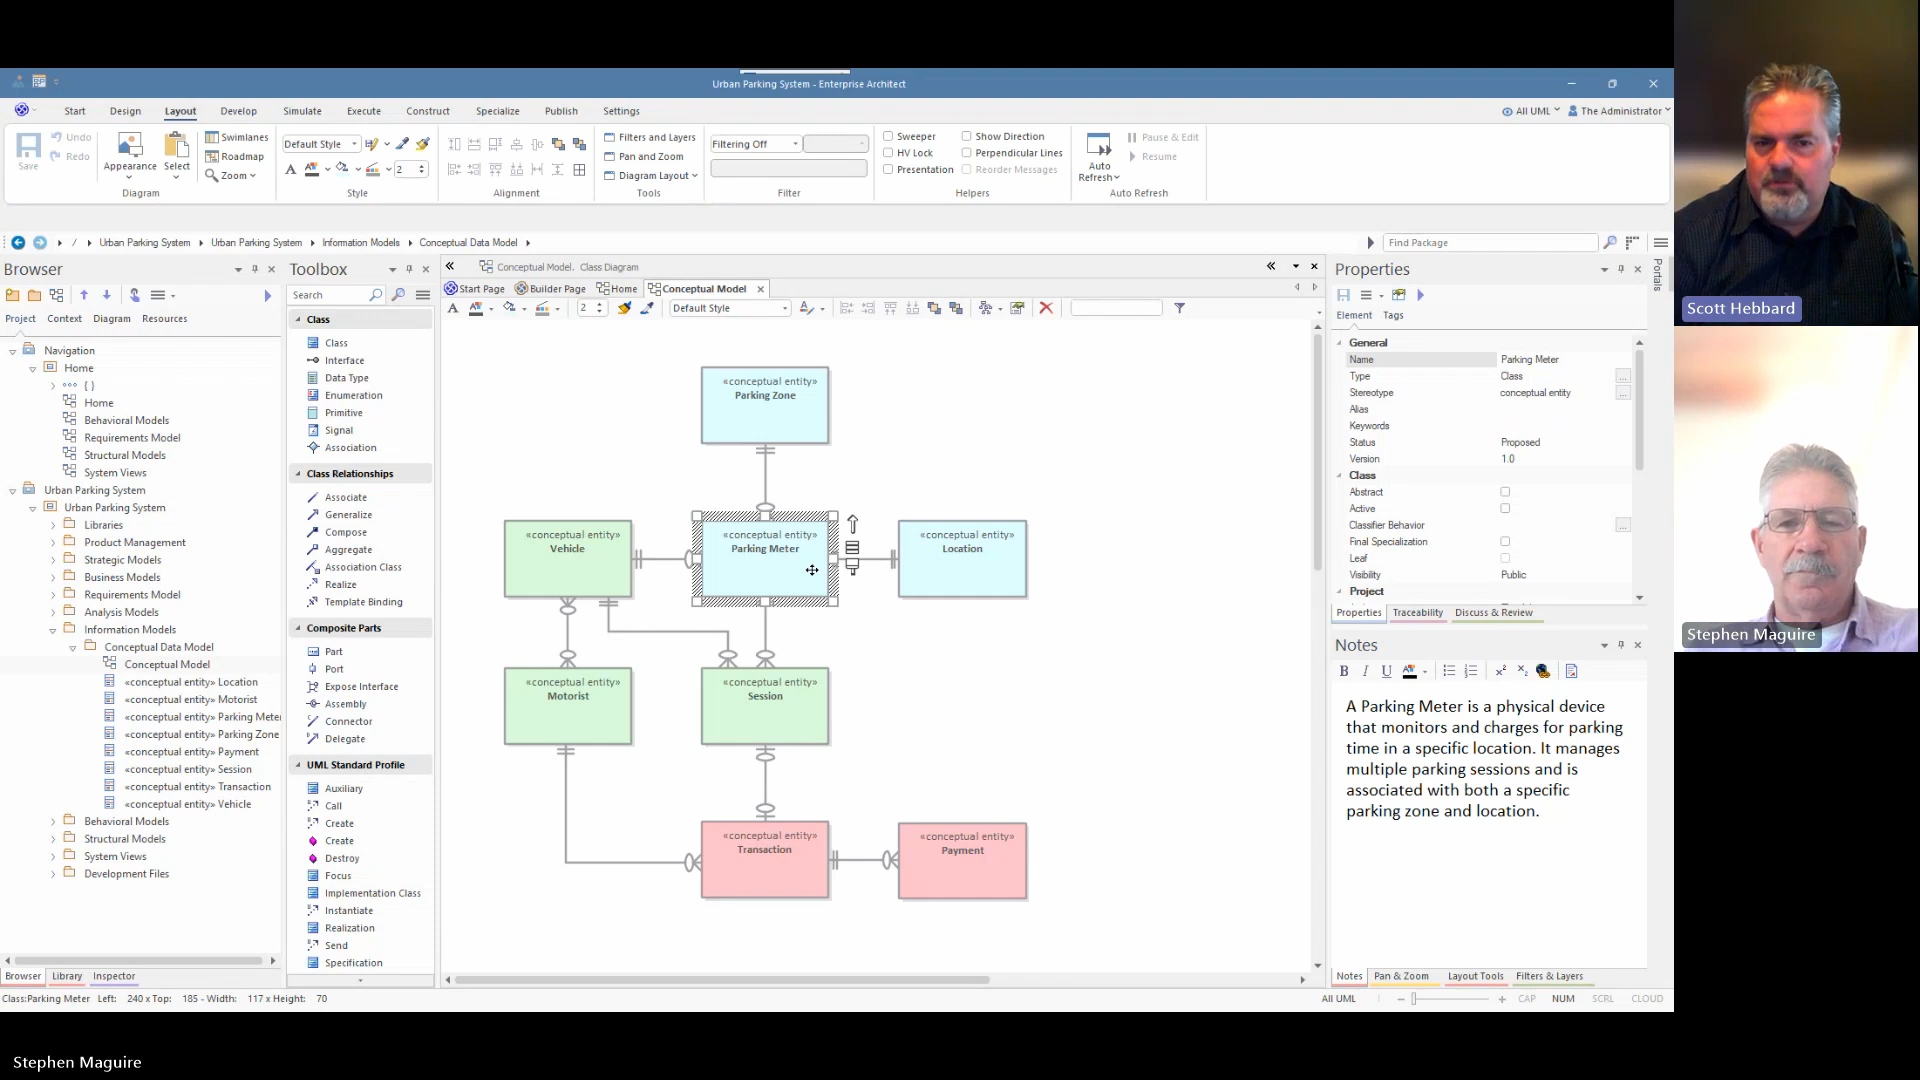 Urban Parking System - Enterprise Architect
Start Design Layout Develop Simulate Execute Construct Specialize Publish Settings
All UML The Administrator
Save
Undo
Redo
Appearance
Select
Swimlanes
Roadmap
Zoom
Diagram
Default Style
2
Style
Alignment
Filters and Layers
Pan and Zoom
Diagram Layout
Tools
Filtering Off
Filter
Sweeper
HV Lock
Presentation
Show Direction
Perpendicular Lines
Reorder Messages
Helpers
Auto
Refresh
Pause & Edit
Resume
Auto Refresh
/ Urban Parking System Urban Parking System Information Models Conceptual Data Model
Find Package
Portals
Browser
Project Context Diagram Resources
Navigation
Home
{ }
Home
Behavioral Models
Requirements Model
Structural Models
System Views
Urban Parking System
Urban Parking System
Libraries
Product Management
Strategic Models
Business Models
Requirements Model
Analysis Models
Information Models
Conceptual Data Model
Conceptual Model
«conceptual entity» Location
«conceptual entity» Motorist
«conceptual entity» Parking Meter
«conceptual entity» Parking Zone
«conceptual entity» Payment
«conceptual entity» Session
«conceptual entity» Transaction
«conceptual entity» Vehicle
Behavioral Models
Structural Models
System Views
Development Files
Browser Library Inspector
Toolbox
Search
Class
Class
Interface
Data Type
Enumeration
Primitive
Signal
Association
Class Relationships
Associate
Generalize
Compose
Aggregate
Association Class
Realize
Template Binding
Composite Parts
Part
Port
Expose Interface
Assembly
Connector
Delegate
UML Standard Profile
Auxiliary
Call
Create
Create
Destroy
Focus
Implementation Class
Instantiate
Realization
Send
Specification
Conceptual Model. Class Diagram
Start Page Builder Page Home Conceptual Model
2 Default Style
«conceptual entity»
Parking Zone
«conceptual entity»
Vehicle
«conceptual entity»
Parking Meter
«conceptual entity»
Location
«conceptual entity»
Motorist
«conceptual entity»
Session
«conceptual entity»
Transaction
«conceptual entity»
Payment
Properties
Element Tags
General
Name Parking Meter
Type Class
Stereotype conceptual entity
Alias
Keywords
Status Proposed
Version 1.0
Class
Abstract
Active
Classifier Behavior
Final Specialization
Leaf
Visibility Public
Project
Properties Traceability Discuss & Review
Notes
B I U
A Parking Meter is a physical device
that monitors and charges for parking
time in a specific location. It manages
multiple parking sessions and is
associated with both a specific
parking zone and location.
Notes Pan & Zoom Layout Tools Filters & Layers
Class:Parking Meter Left: 240 x Top: 185 - Width: 117 x Height: 70
All UML CAP NUM SCRL CLOUD
Scott Hebbard
Stephen Maguire
Stephen Maguire